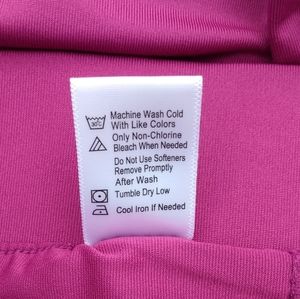 30°C Machine Wash Cold
With Like Colors
Only Non-Chlorine
Bleach When Needed
Do Not Use Softeners
Remove Promptly
After Wash
Tumble Dry Low
Cool Iron If Needed